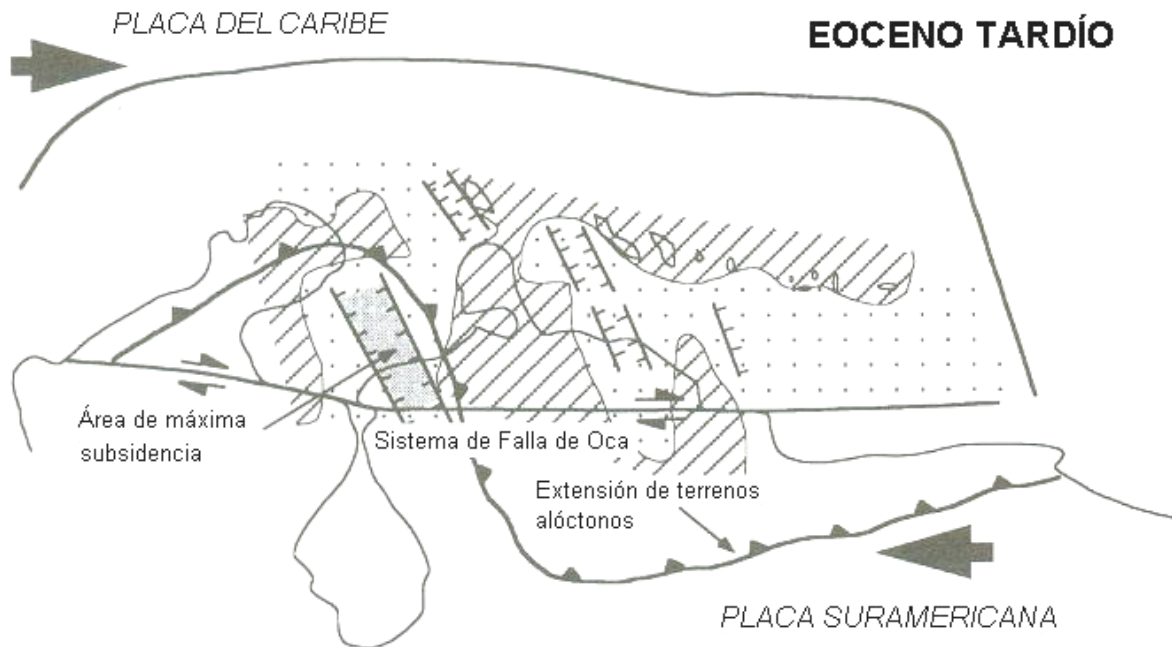 PLACA DEL CARIBE
EOCENO TARDÍO
Área de máxima
subsidencia
Sistema de Falla de Oca
Extensión de terrenos
alóctonos
PLACA SURAMERICANA